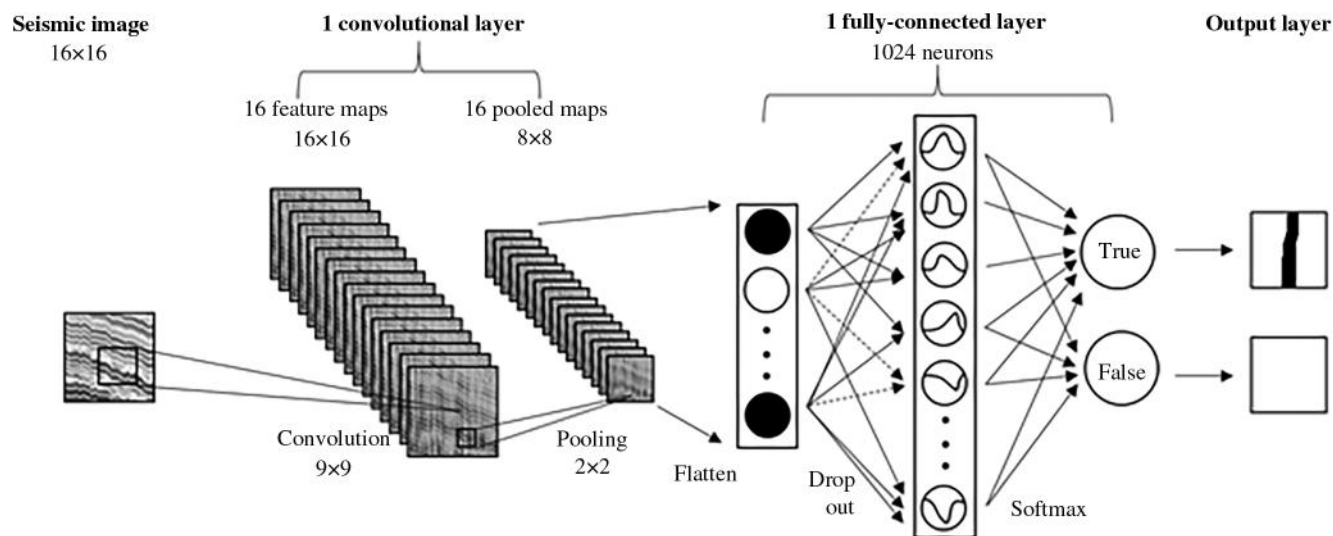 Seismic image
16×16
1 convolutional layer
16 feature maps
16×16
16 pooled maps
8×8
1 fully-connected layer
1024 neurons
Output layer
Convolution
9×9
Pooling
2×2
Flatten
Drop
out
Softmax
True
False